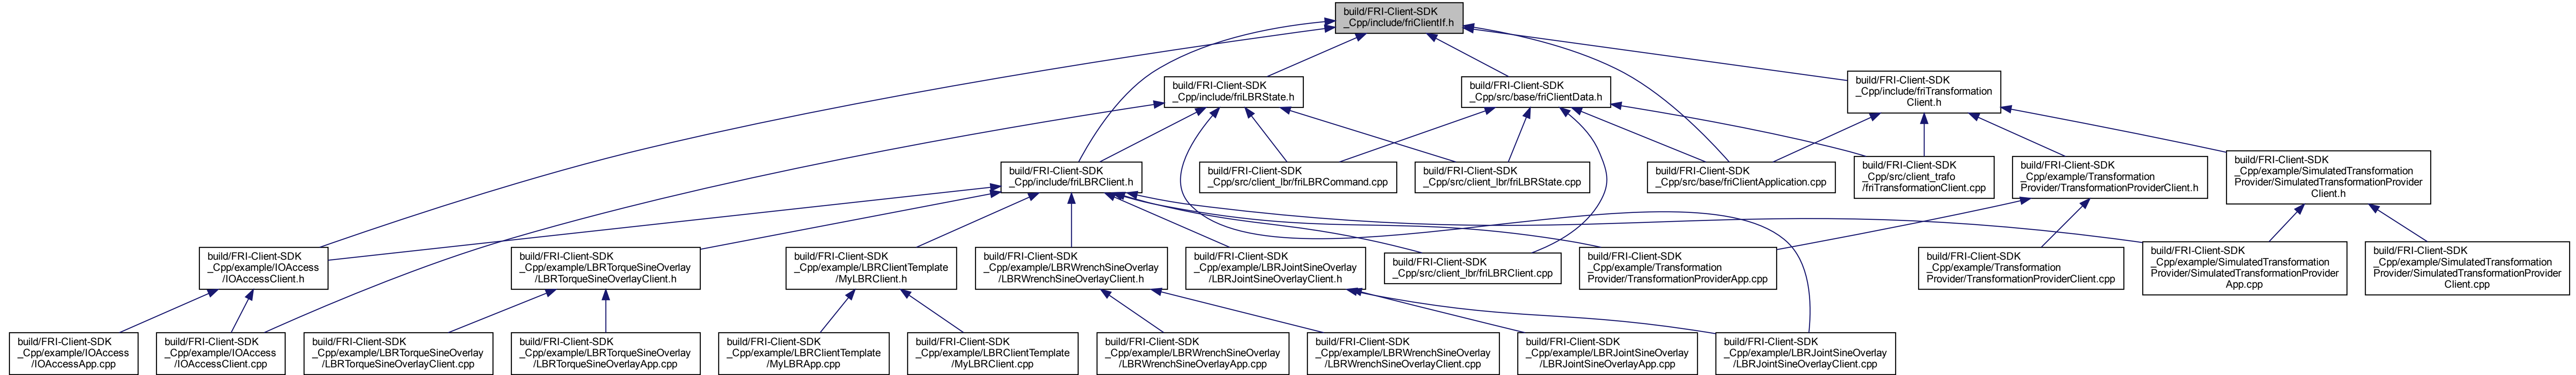 build/FRI-Client-SDK
_Cpp/include/friClientIf.h
build/FRI-Client-SDK
_Cpp/include/friLBRState.h
build/FRI-Client-SDK
_Cpp/src/base/friClientData.h
build/FRI-Client-SDK
_Cpp/include/friTransformation
Client.h
build/FRI-Client-SDK
_Cpp/include/friLBRClient.h
build/FRI-Client-SDK
_Cpp/src/client_lbr/friLBRCommand.cpp
build/FRI-Client-SDK
_Cpp/src/client_lbr/friLBRState.cpp
build/FRI-Client-SDK
_Cpp/src/base/friClientApplication.cpp
build/FRI-Client-SDK
_Cpp/src/client_trafo
/friTransformationClient.cpp
build/FRI-Client-SDK
_Cpp/example/Transformation
Provider/TransformationProviderClient.h
build/FRI-Client-SDK
_Cpp/example/SimulatedTransformation
Provider/SimulatedTransformationProvider
Client.h
build/FRI-Client-SDK
_Cpp/example/IOAccess
/IOAccessClient.h
build/FRI-Client-SDK
_Cpp/example/LBRTorqueSineOverlay
/LBRTorqueSineOverlayClient.h
build/FRI-Client-SDK
_Cpp/example/LBRClientTemplate
/MyLBRClient.h
build/FRI-Client-SDK
_Cpp/example/LBRWrenchSineOverlay
/LBRWrenchSineOverlayClient.h
build/FRI-Client-SDK
_Cpp/example/LBRJointSineOverlay
/LBRJointSineOverlayClient.h
build/FRI-Client-SDK
_Cpp/src/client_lbr/friLBRClient.cpp
build/FRI-Client-SDK
_Cpp/example/Transformation
Provider/TransformationProviderApp.cpp
build/FRI-Client-SDK
_Cpp/example/Transformation
Provider/TransformationProviderClient.cpp
build/FRI-Client-SDK
_Cpp/example/SimulatedTransformation
Provider/SimulatedTransformationProvider
App.cpp
build/FRI-Client-SDK
_Cpp/example/SimulatedTransformation
Provider/SimulatedTransformationProvider
Client.cpp
build/FRI-Client-SDK
_Cpp/example/IOAccess
/IOAccessApp.cpp
build/FRI-Client-SDK
_Cpp/example/IOAccess
/IOAccessClient.cpp
build/FRI-Client-SDK
_Cpp/example/LBRTorqueSineOverlay
/LBRTorqueSineOverlayClient.cpp
build/FRI-Client-SDK
_Cpp/example/LBRTorqueSineOverlay
/LBRTorqueSineOverlayApp.cpp
build/FRI-Client-SDK
_Cpp/example/LBRClientTemplate
/MyLBRApp.cpp
build/FRI-Client-SDK
_Cpp/example/LBRClientTemplate
/MyLBRClient.cpp
build/FRI-Client-SDK
_Cpp/example/LBRWrenchSineOverlay
/LBRWrenchSineOverlayApp.cpp
build/FRI-Client-SDK
_Cpp/example/LBRWrenchSineOverlay
/LBRWrenchSineOverlayClient.cpp
build/FRI-Client-SDK
_Cpp/example/LBRJointSineOverlay
/LBRJointSineOverlayApp.cpp
build/FRI-Client-SDK
_Cpp/example/LBRJointSineOverlay
/LBRJointSineOverlayClient.cpp